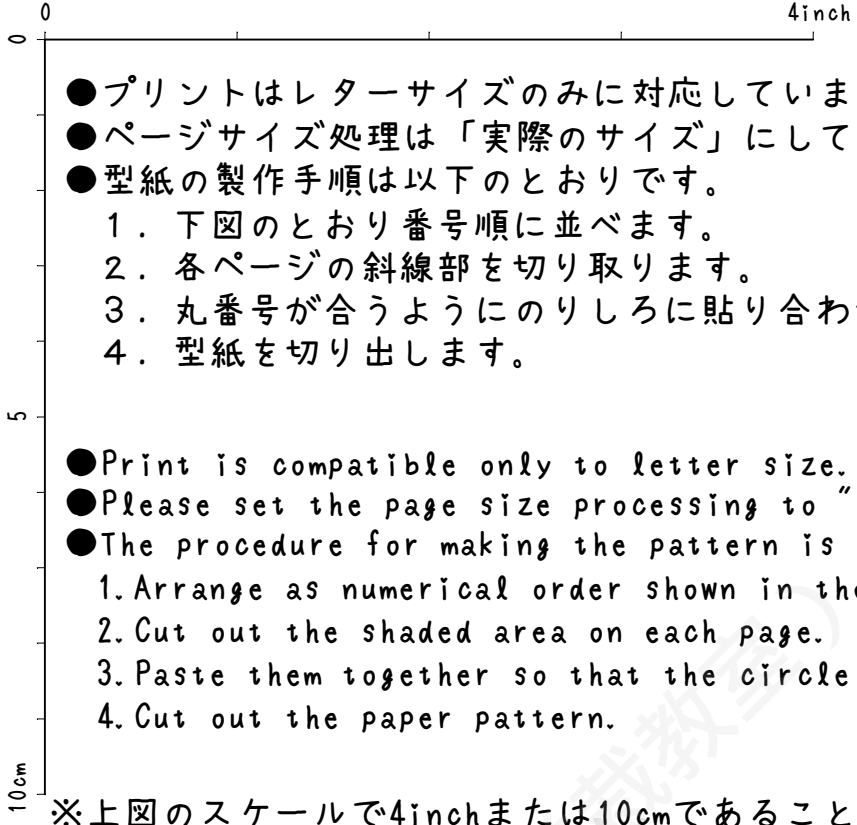 0 4inch
0
●プリントはレターサイズのみに対応していま
●ページサイズ処理は「実際のサイズ」にして
●型紙の製作手順は以下のとおりです。
1. 下図のとおり番号順に並べます。
2. 各ページの斜線部を切り取ります。
3. 丸番号が合うようにのりしろに貼り合わ
4. 型紙を切り出します。
5
●Print is compatible only to letter size.
●Please set the page size processing to "
●The procedure for making the pattern is
1.Arrange as numerical order shown in the
2.Cut out the shaded area on each page.
3.Paste them together so that the circle
4.Cut out the paper pattern.
10cm
※上図のスケールで4inchまたは10cmであること
裁教室)